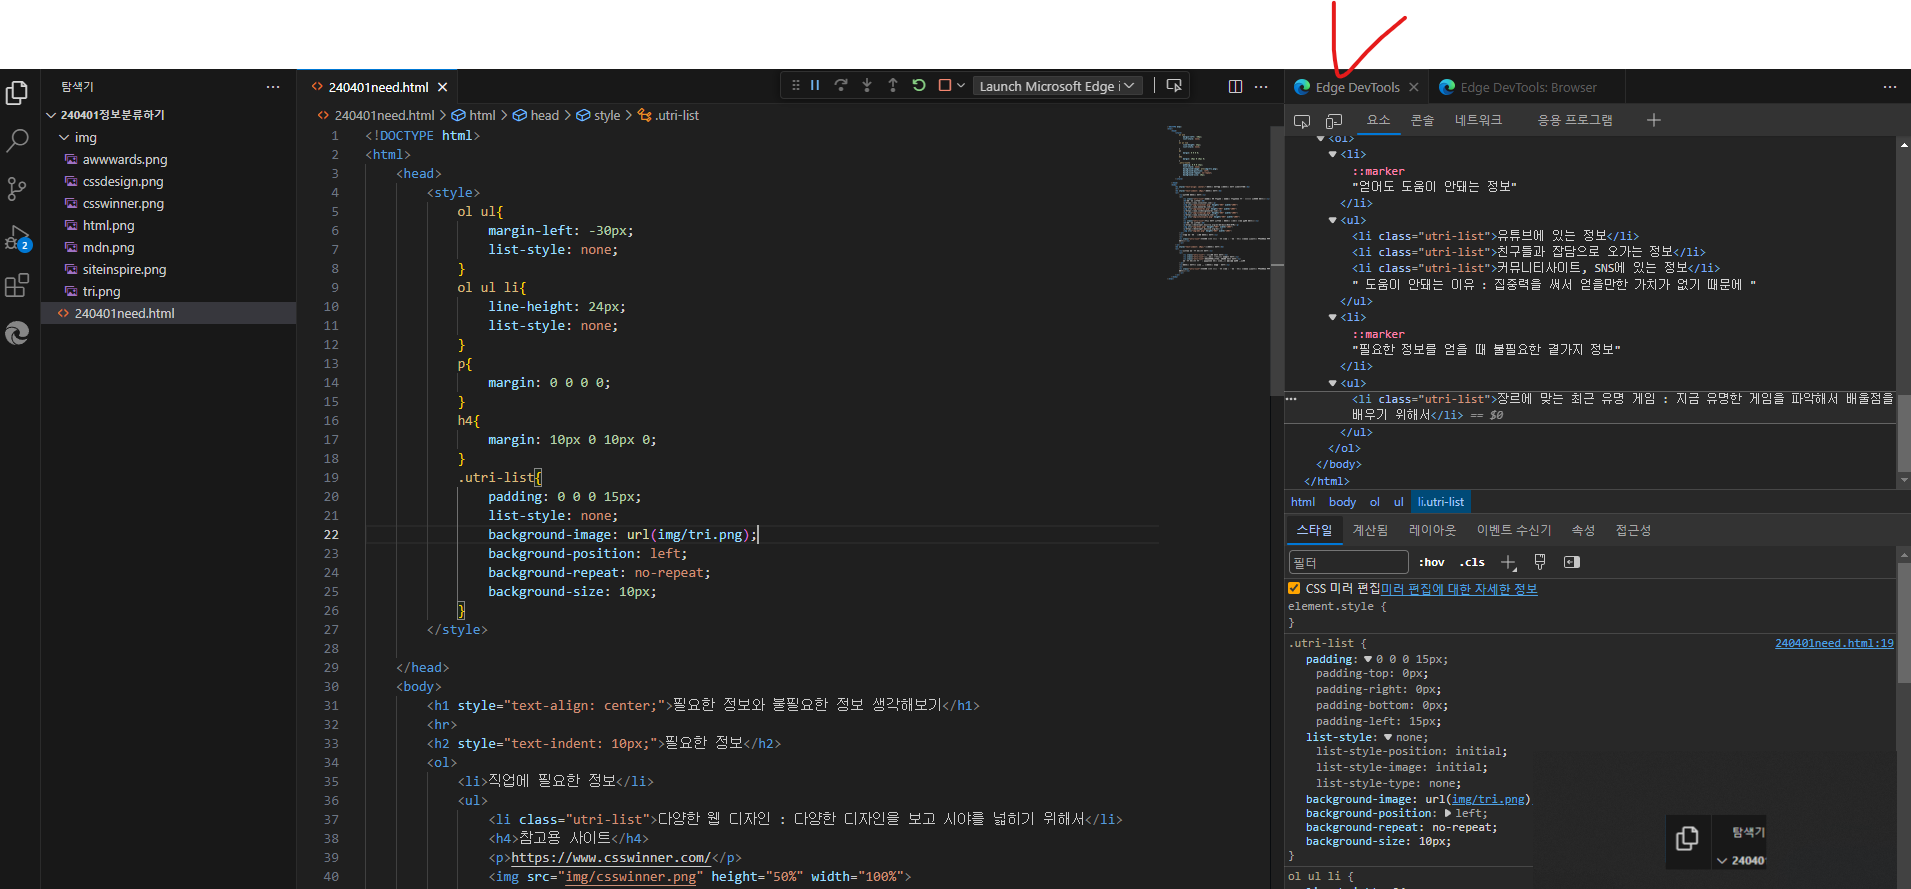 탐색기
240401정보분류하기
img
awwwards.png
cssdesign.png
csswinner.png
html.png
mdn.png
siteinspire.png
tri.png
240401need.html
2
240401need.html
Launch Microsoft Edge
240401need.html > html > head > style > .utri-list
1 <!DOCTYPE html>
2 <html>
3 <head>
4 <style>
5 ol ul{
6 margin-left: -30px;
7 list-style: none;
8 }
9 ol ul li{
10 line-height: 24px;
11 list-style: none;
12 }
13 p{
14 margin: 0 0 0 0;
15 }
16 h4{
17 margin: 10px 0 10px 0;
18 }
19 .utri-list{
20 padding: 0 0 0 15px;
21 list-style: none;
22 background-image: url(img/tri.png);
23 background-position: left;
24 background-repeat: no-repeat;
25 background-size: 10px;
26 }
27 </style>
28
29 </head>
30 <body>
31 <h1 style="text-align: center;">필요한 정보와 불필요한 정보 생각해보기</h1>
32 <hr>
33 <h2 style="text-indent: 10px;">필요한 정보</h2>
34 <ol>
35 <li>직업에 필요한 정보</li>
36 <ul>
37 <li class="utri-list">다양한 웹 디자인 : 다양한 디자인을 보고 시야를 넓히기 위해서</li>
38 <h4>참고용 사이트</h4>
39 <p>https://www.csswinner.com/</p>
40 <img src="img/csswinner.png" height="50%" width="100%">
Edge DevTools
Edge DevTools: Browser
요소 콘솔 네트워크 응용 프로그램
<ol>
<li>
::marker
"얻어도 도움이 안돼는 정보"
</li>
<ul>
<li class="utri-list">유튜브에 있는 정보</li>
<li class="utri-list">친구들과 잡담으로 오가는 정보</li>
<li class="utri-list">커뮤니티사이트, SNS에 있는 정보</li>
" 도움이 안돼는 이유 : 집중력을 써서 얻을만한 가치가 없기 때문에 "
</ul>
<li>
::marker
"필요한 정보를 얻을 때 불필요한 곁가지 정보"
</li>
<ul>
<li class="utri-list">장르에 맞는 최근 유명 게임 : 지금 유명한 게임을 파악해서 배울점을
배우기 위해서</li> == $0
</ul>
</ol>
</body>
</html>
html body ol ul li.utri-list
스타일 계산됨 레이아웃 이벤트 수신기 속성 접근성
필터 :hov .cls
CSS 미러 편집미러 편집에 대한 자세한 정보
element.style {
}
.utri-list { 240401need.html:19
padding: 0 0 0 15px;
padding-top: 0px;
padding-right: 0px;
padding-bottom: 0px;
padding-left: 15px;
list-style: none;
list-style-position: initial;
list-style-image: initial;
list-style-type: none;
background-image: url(img/tri.png)
background-position: left;
background-repeat: no-repeat;
background-size: 10px;
}
ol ul li {
탐색기
24040